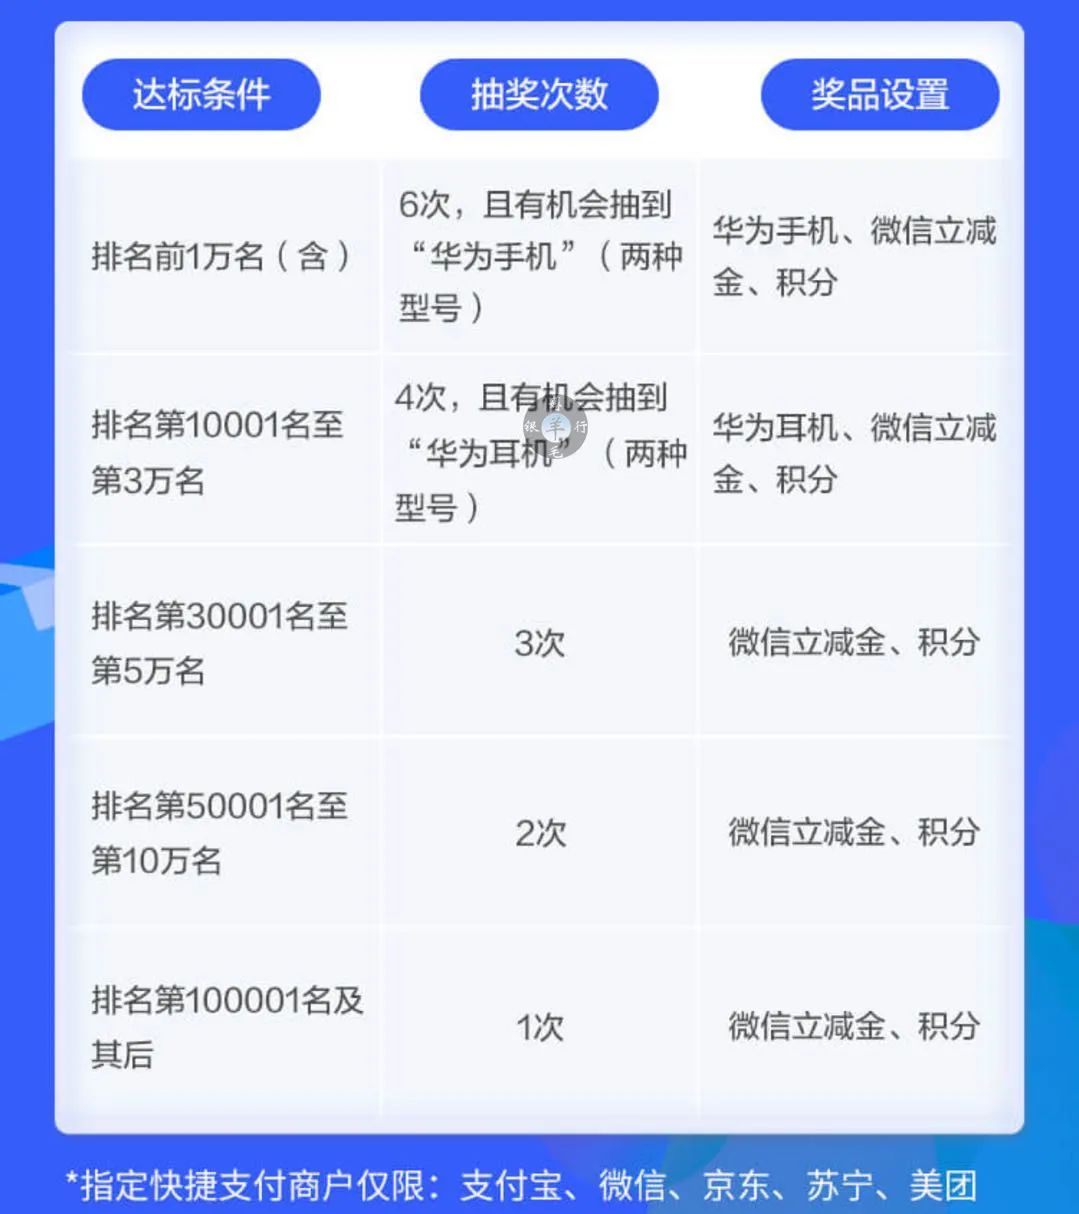 达标条件
抽奖次数
奖品设置
排名前1万名（含）
6次，且有机会抽到
“华为手机”（两种
型号）
华为手机、微信立减
金、积分
排名第10001名至
第3万名
4次，且有机会抽到
“华为耳机”（两种
型号）
华为耳机、微信立减
金、积分
排名第30001名至
第5万名
3次
微信立减金、积分
排名第50001名至
第10万名
2次
微信立减金、积分
排名第100001名及
其后
1次
微信立减金、积分
*指定快捷支付商户仅限：支付宝、微信、京东、苏宁、美团
银羊行
毛